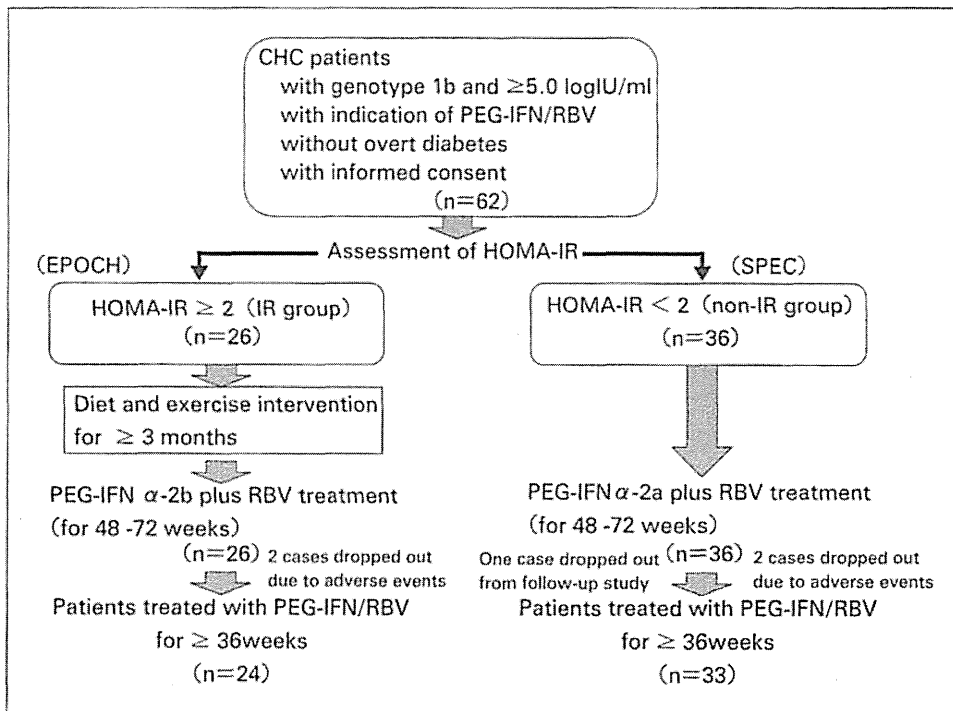 CHC patients
with genotype 1b and ≥5.0 logIU/ml
with indication of PEG-IFN/RBV
without overt diabetes
with informed consent
(n=62)
Assessment of HOMA-IR
(EPOCH)
(SPEC)
HOMA-IR ≥ 2 (IR group)
(n=26)
HOMA-IR < 2 (non-IR group)
(n=36)
Diet and exercise intervention
for ≥ 3 months
PEG-IFN α-2b plus RBV treatment
(for 48 -72 weeks)
(n=26) 2 cases dropped out
due to adverse events
PEG-IFN α-2a plus RBV treatment
(for 48 -72 weeks)
One case dropped out (n=36) 2 cases dropped out
from follow-up study due to adverse events
Patients treated with PEG-IFN/RBV
for ≥ 36weeks
(n=24)
Patients treated with PEG-IFN/RBV
for ≥ 36weeks
(n=33)